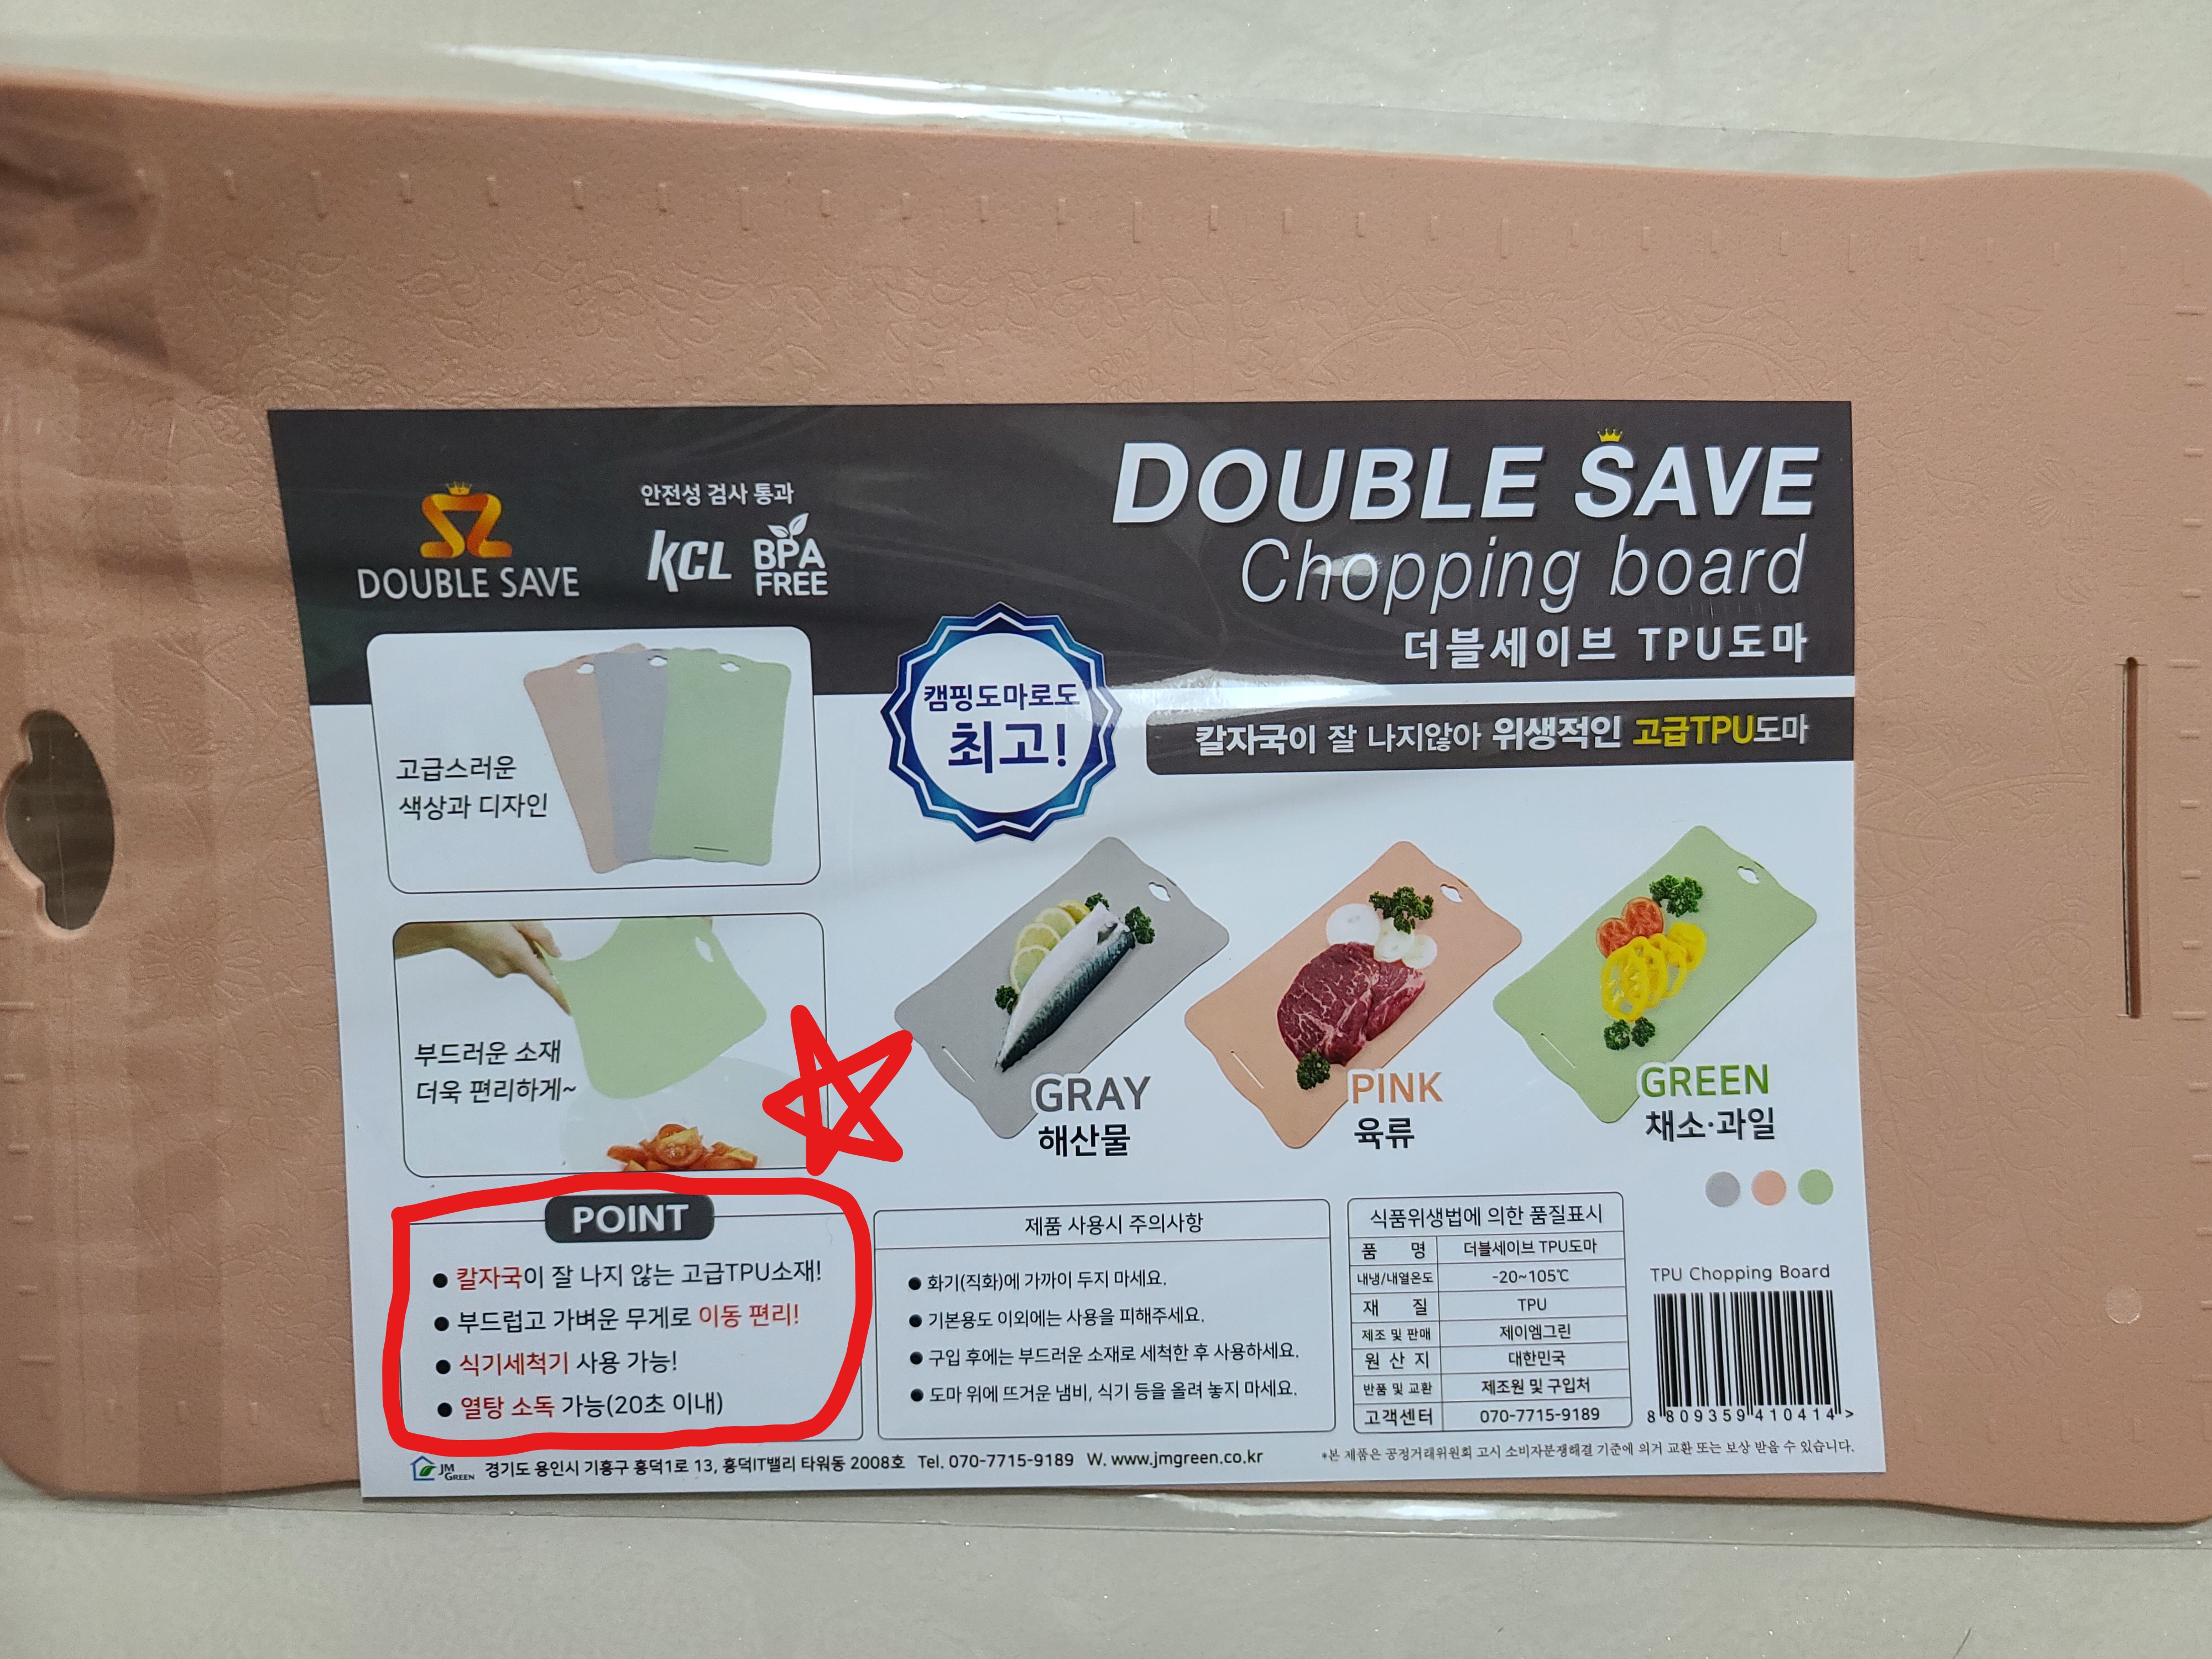 DOUBLE SAVE
안전성 검사 통과
KCL
BPA
FREE
DOUBLE SAVE
Chopping board
더블세이브 TPU도마
칼자국이 잘 나지않아 위생적인 고급TPU도마
캠핑도마로도
최고!
고급스러운
색상과 디자인
부드러운 소재
더욱 편리하게~
GRAY
해산물
PINK
육류
GREEN
채소·과일
POINT
● 칼자국이 잘 나지 않는 고급TPU소재!
● 부드럽고 가벼운 무게로 이동 편리!
● 식기세척기 사용 가능!
● 열탕 소독 가능(20초 이내)
제품 사용시 주의사항
● 화기(직화)에 가까이 두지 마세요.
● 기본용도 이외에는 사용을 피해주세요.
● 구입 후에는 부드러운 소재로 세척한 후 사용하세요.
● 도마 위에 뜨거운 냄비, 식기 등을 올려 놓지 마세요.
식품위생법에 의한 품질표시
품 명 더블세이브 TPU도마
내냉/내열온도 -20~105℃
재 질 TPU
제조 및 판매 제이엠그린
원 산 지 대한민국
반품 및 교환 제조원 및 구입처
고객센터 070-7715-9189
TPU Chopping Board
8 809359 410414 >
JM GREEN 경기도 용인시 기흥구 흥덕1로 13, 흥덕IT밸리 타워동 2008호 Tel. 070-7715-9189 W. www.jmgreen.co.kr
*본 제품은 공정거래위원회 고시 소비자분쟁해결 기준에 의거 교환 또는 보상 받을 수 있습니다.